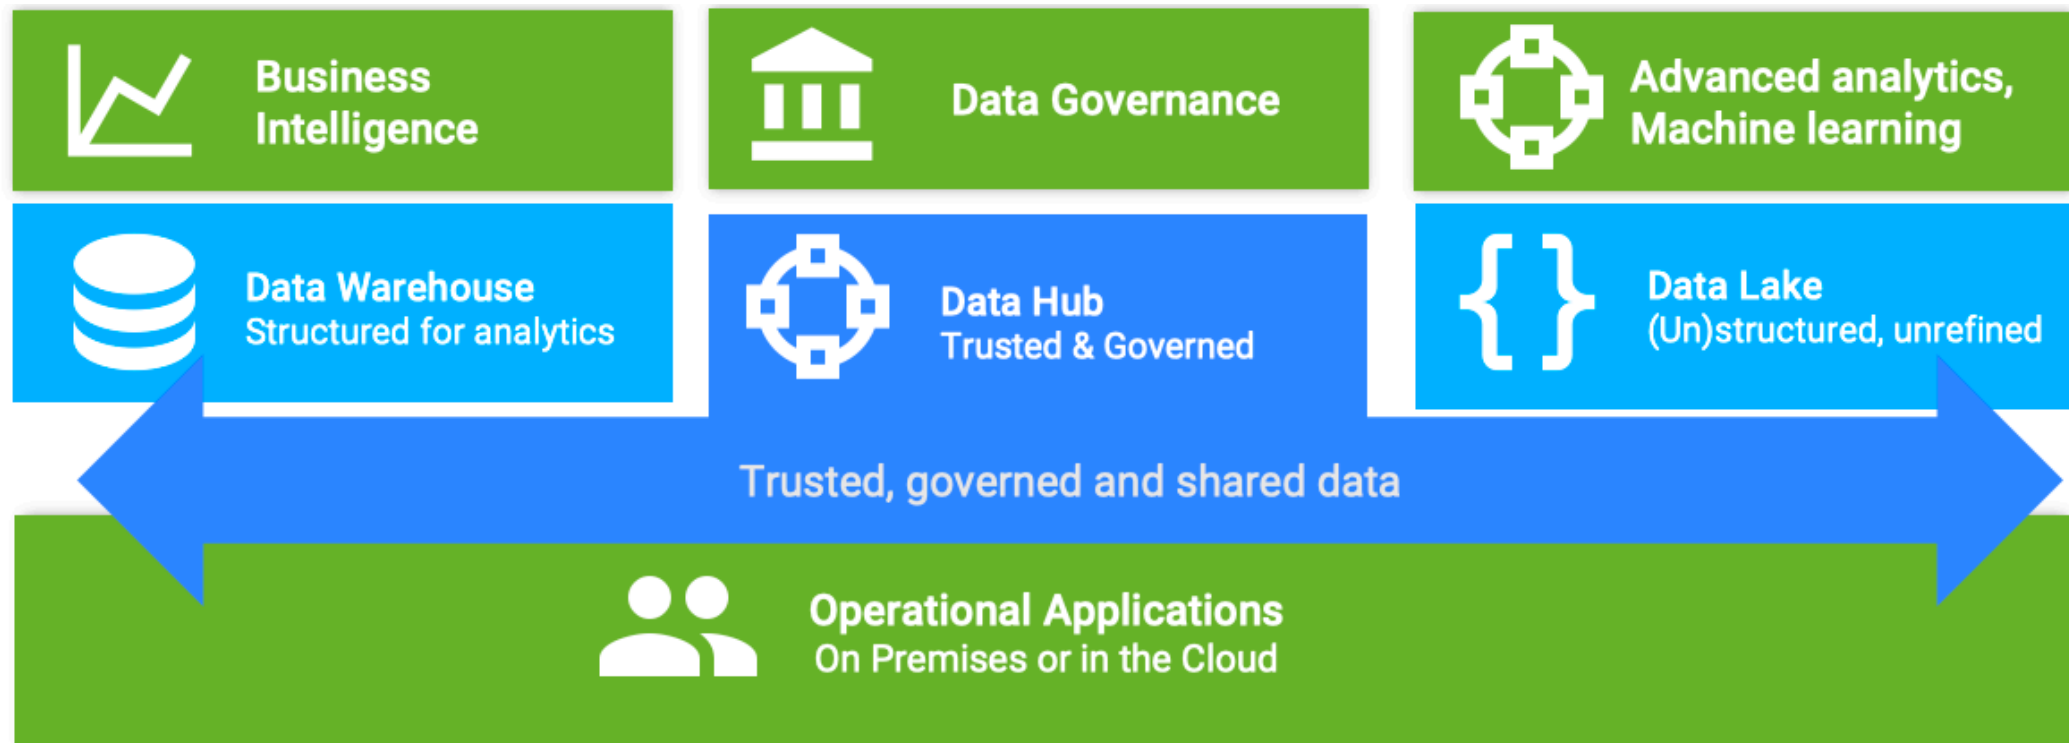 Business
Intelligence
Data Governance
Advanced analytics,
Machine learning
Data Warehouse
Structured for analytics
Data Hub
Trusted & Governed
Data Lake
(Un)structured, unrefined
Trusted, governed and shared data
Operational Applications
On Premises or in the Cloud